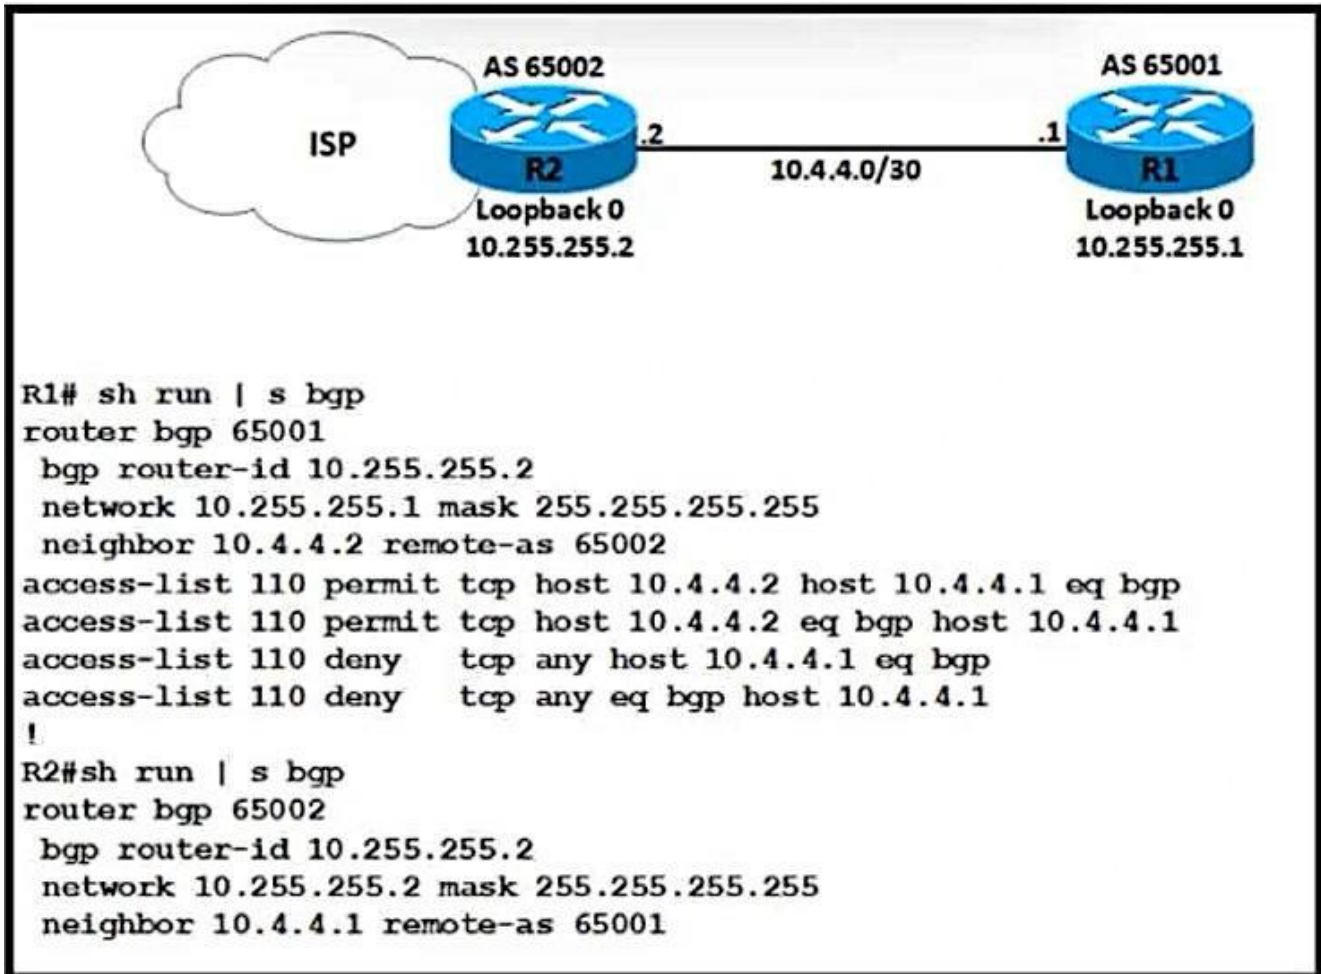 AS 65002
AS 65001
ISP
.2
.1
10.4.4.0/30
R2
R1
Loopback 0
10.255.255.2
Loopback 0
10.255.255.1
R1# sh run | s bgp
router bgp 65001
bgp router-id 10.255.255.2
network 10.255.255.1 mask 255.255.255.255
neighbor 10.4.4.2 remote-as 65002
access-list 110 permit tcp host 10.4.4.2 host 10.4.4.1 eq bgp
access-list 110 permit tcp host 10.4.4.2 eq bgp host 10.4.4.1
access-list 110 deny   tcp any host 10.4.4.1 eq bgp
access-list 110 deny   tcp any eq bgp host 10.4.4.1
!
R2#sh run | s bgp
router bgp 65002
bgp router-id 10.255.255.2
network 10.255.255.2 mask 255.255.255.255
neighbor 10.4.4.1 remote-as 65001